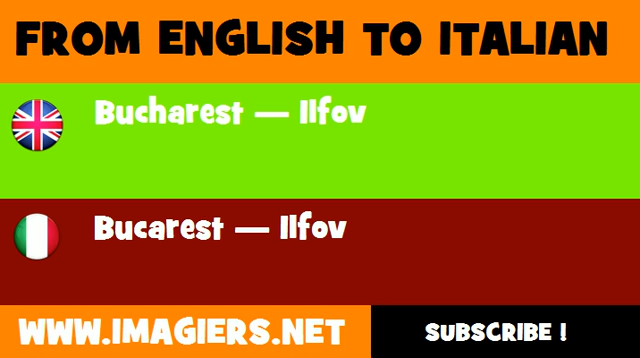 FROM ENGLISH TO ITALIAN
Bucharest — Ilfov
Bucarest — Ilfov
WWW.IMAGIERS.NET
SUBSCRIBE !